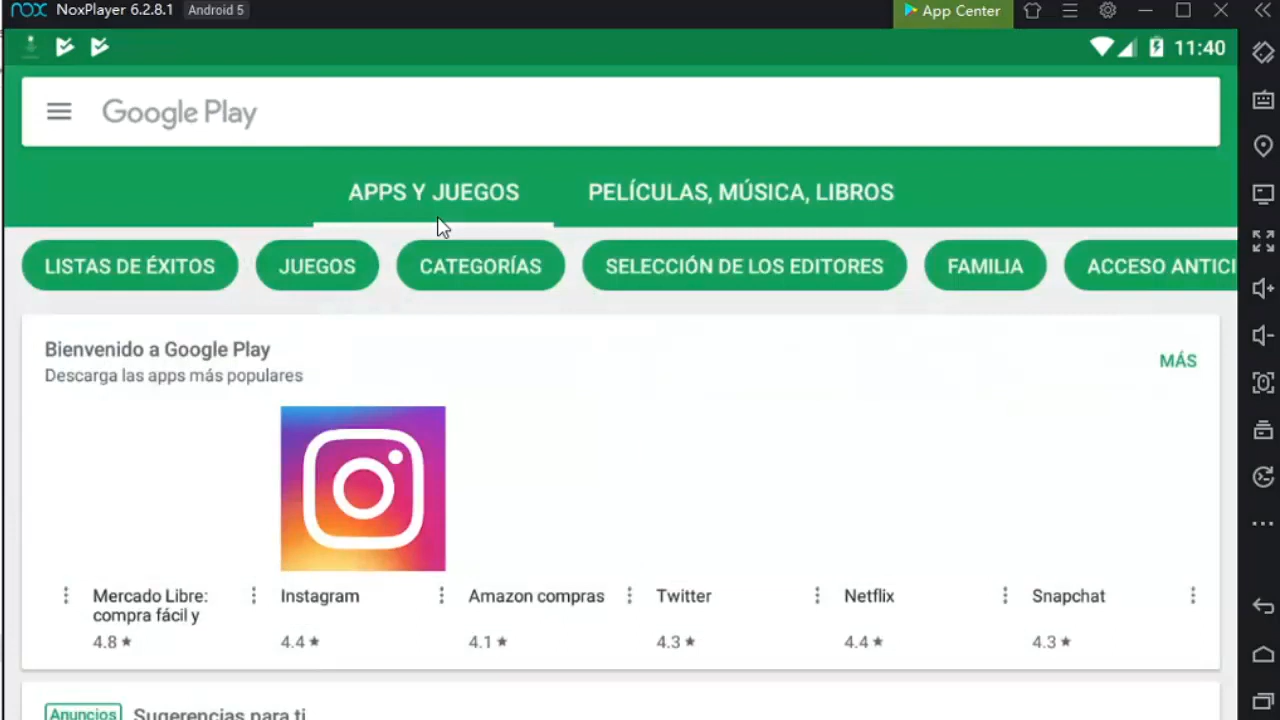 nox NoxPlayer 6.2.8.1 Android 5 App Center
11:40
Google Play
APPS Y JUEGOS PELÍCULAS, MÚSICA, LIBROS
LISTAS DE ÉXITOS JUEGOS CATEGORÍAS SELECCIÓN DE LOS EDITORES FAMILIA ACCESO ANTICI
Bienvenido a Google Play
MÁS
Descarga las apps más populares
Mercado Libre: Instagram Amazon compras Twitter Netflix Snapchat
compra fácil y
4.8 ★ 4.4 ★ 4.1 ★ 4.3 ★ 4.4 ★ 4.3 ★
Anuncios Sugerencias para ti